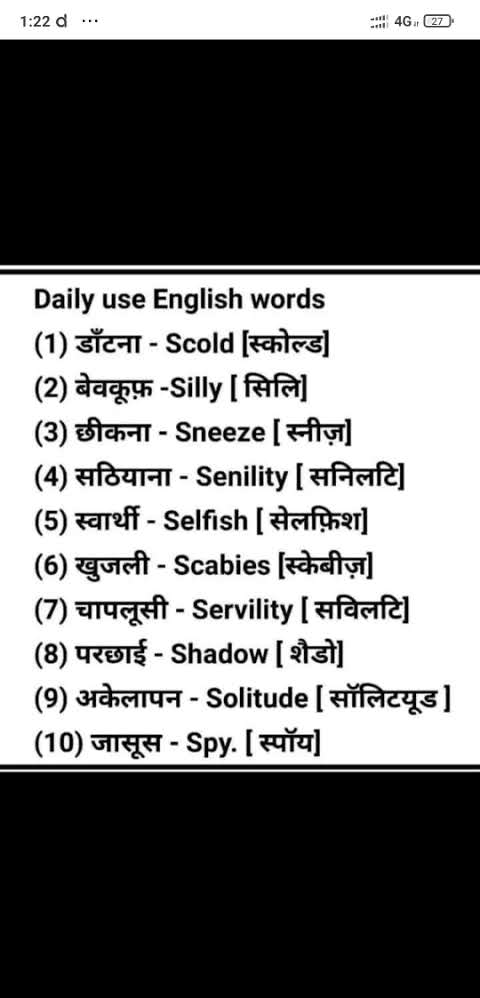 1:22 d ...
4G 27
Daily use English words
(1) डाँटना - Scold [स्कोल्ड]
(2) बेवकूफ़ -Silly [ सिलि]
(3) छीकना - Sneeze [ स्नीज़]
(4) सठियाना - Senility [ सनिलटि]
(5) स्वार्थी - Selfish [ सेलफ़िश]
(6) खुजली - Scabies [स्केबीज़]
(7) चापलूसी - Servility [ सविलटि]
(8) परछाई - Shadow [ शैडो]
(9) अकेलापन - Solitude [ सॉलिटयूड ]
(10) जासूस - Spy. [ स्पॉय]